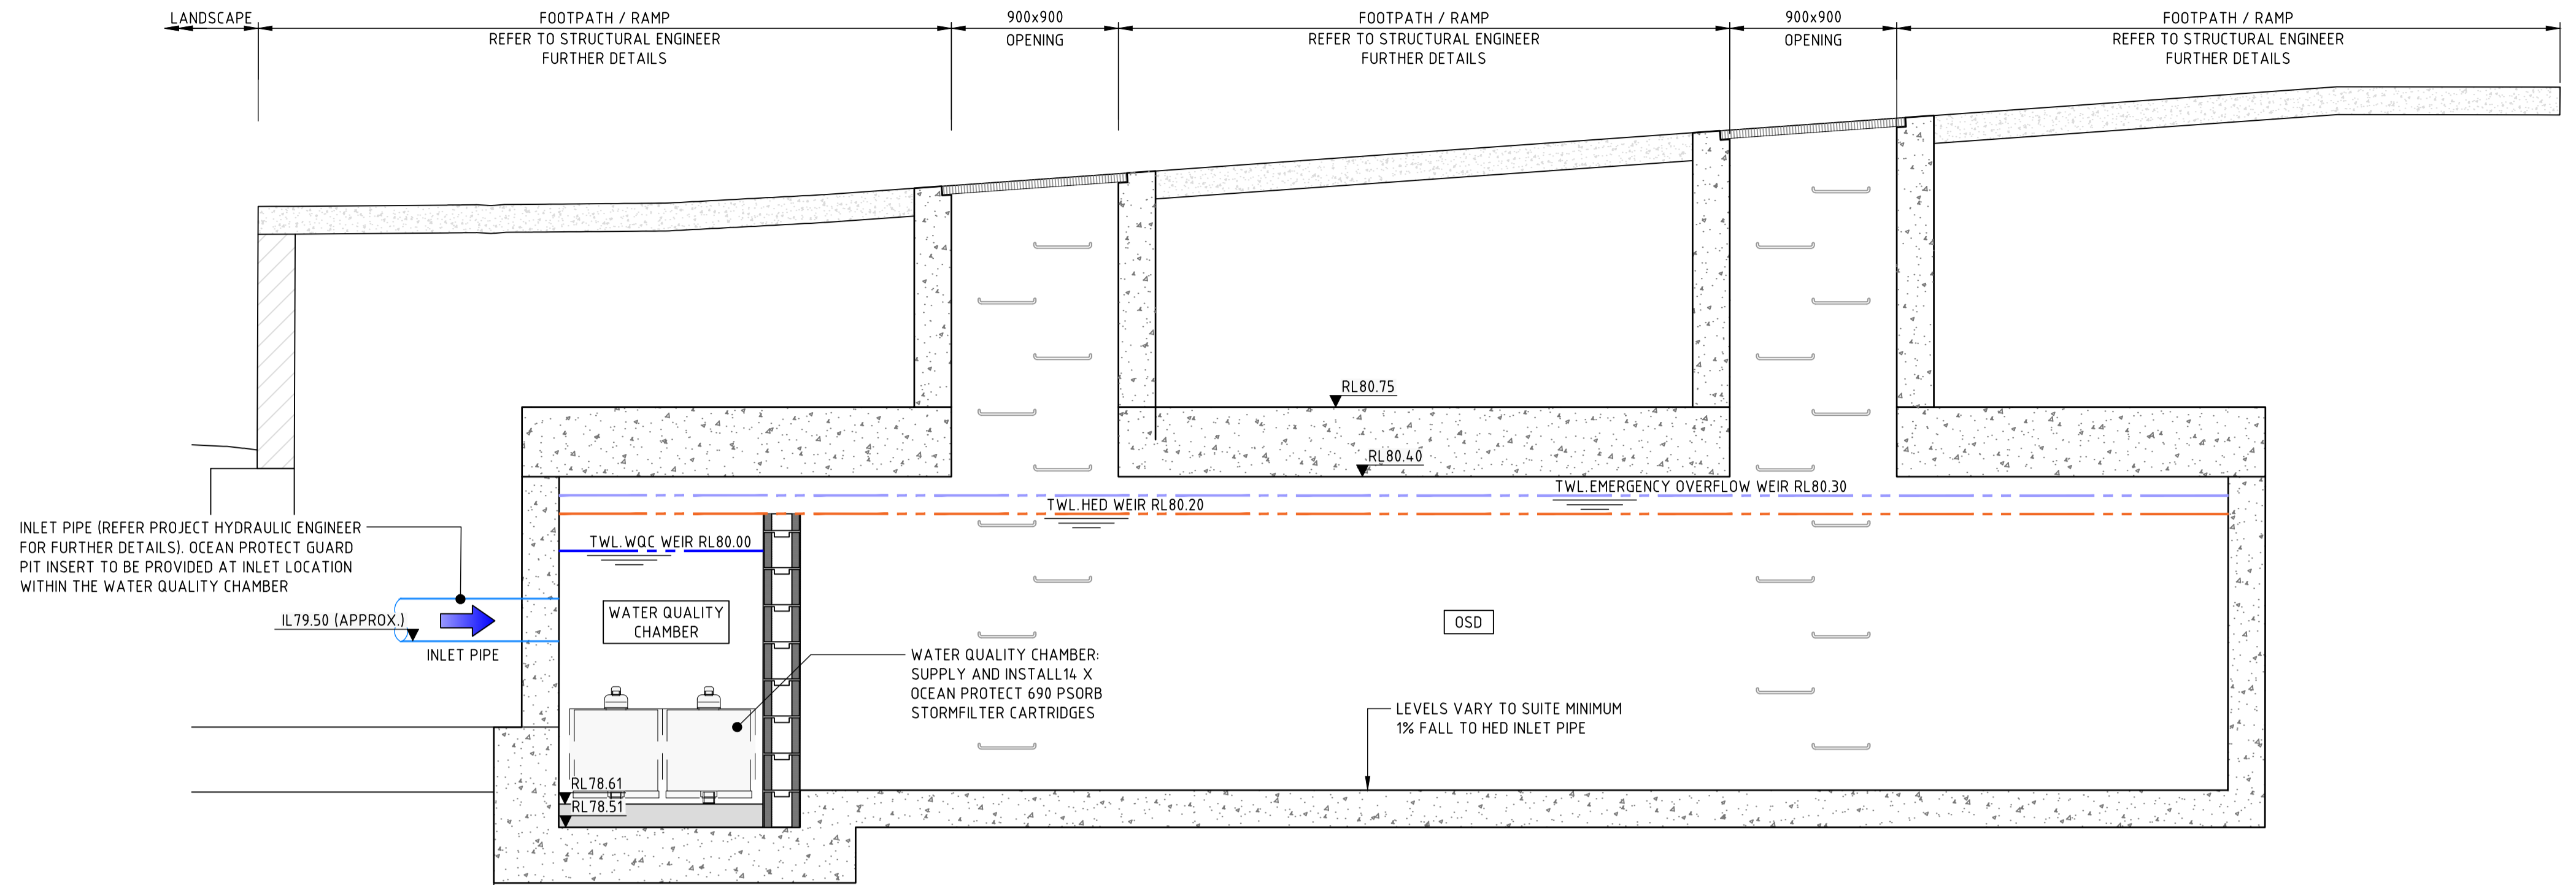 LANDSCAPE
FOOTPATH / RAMP
REFER TO STRUCTURAL ENGINEER
FURTHER DETAILS
900x900
OPENING
FOOTPATH / RAMP
REFER TO STRUCTURAL ENGINEER
FURTHER DETAILS
900x900
OPENING
FOOTPATH / RAMP
REFER TO STRUCTURAL ENGINEER
FURTHER DETAILS
RL80.75
RL80.40
TWL.EMERGENCY OVERFLOW WEIR RL80.30
TWL.HED WEIR RL80.20
TWL.WQC WEIR RL80.00
INLET PIPE (REFER PROJECT HYDRAULIC ENGINEER
FOR FURTHER DETAILS). OCEAN PROTECT GUARD
PIT INSERT TO BE PROVIDED AT INLET LOCATION
WITHIN THE WATER QUALITY CHAMBER
IL79.50 (APPROX.)
INLET PIPE
WATER QUALITY
CHAMBER
OSD
WATER QUALITY CHAMBER:
SUPPLY AND INSTALL14 X
OCEAN PROTECT 690 PSORB
STORMFILTER CARTRIDGES
LEVELS VARY TO SUITE MINIMUM
1% FALL TO HED INLET PIPE
RL78.61
RL78.51